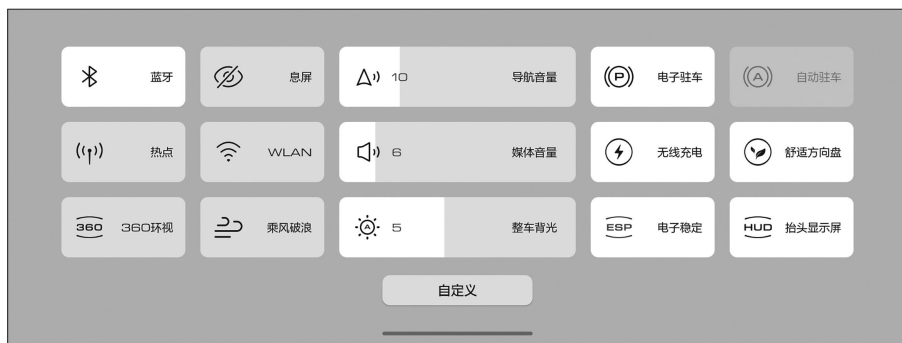 蓝牙
息屏
10 导航音量
P 电子驻车
A 自动驻车
热点
WLAN
6 媒体音量
无线充电
舒适方向盘
360 360环视
乘风破浪
A 5 整车背光
ESP 电子稳定
HUD 抬头显示屏
自定义